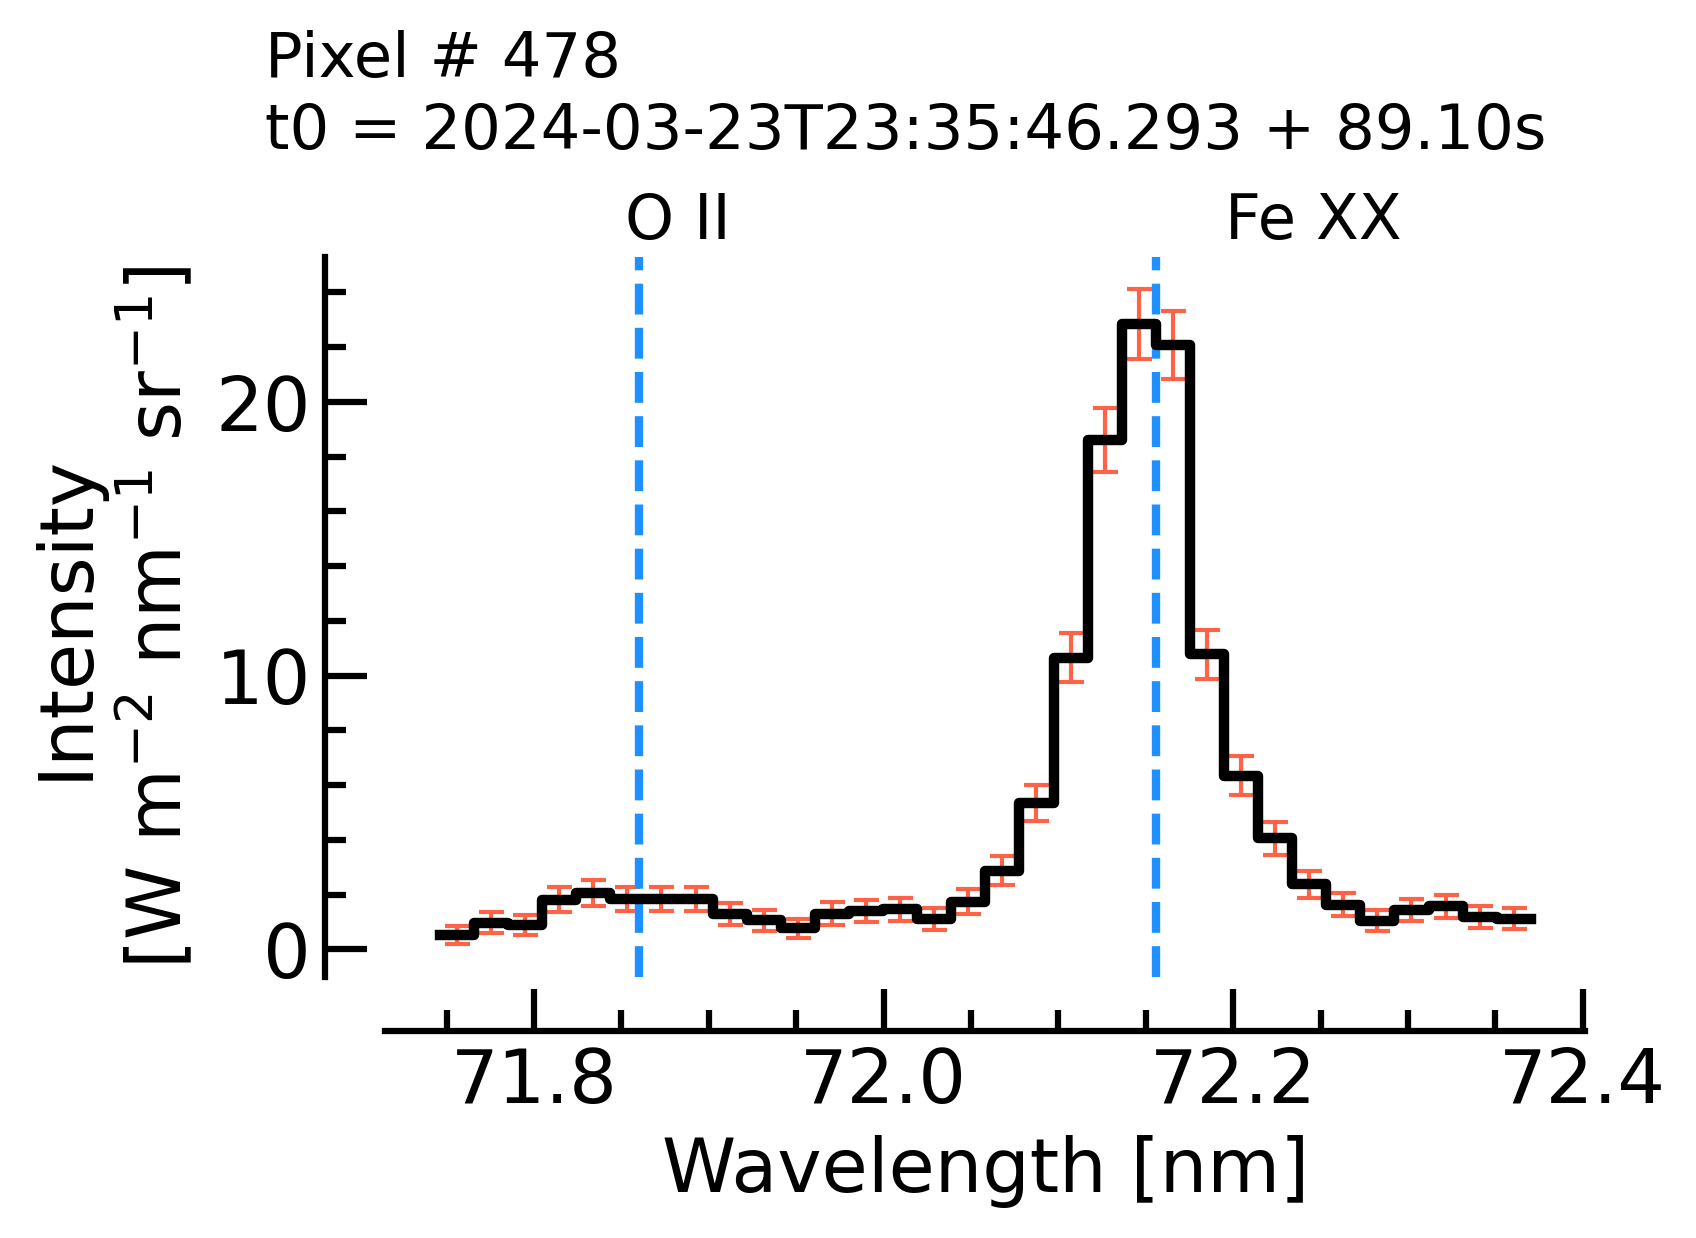 Pixel # 478
t0 = 2024-03-23T23:35:46.293 + 89.10s
O II
Fe XX
Intensity
[W m⁻² nm⁻¹ sr⁻¹]
20
10
0
71.8
72.0
72.2
72.4
Wavelength [nm]